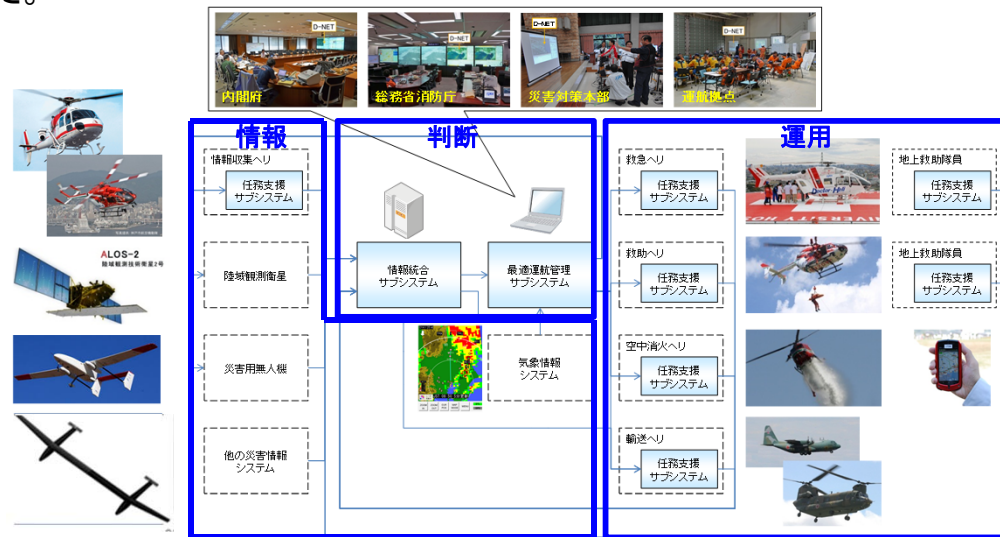 と。
D-NET
D-NET
D-NET
D-NET
内閣府
総務省消防庁
災害対策本部
運航拠点
情報
判断
運用
情報収集ヘリ
任務支援
サブシステム
陸域観測衛星
災害用無人機
他の災害情報
システム
ALOS-2
陸域観測技術衛星2号
情報統合
サブシステム
最適運航管理
サブシステム
気象情報
システム
救急ヘリ
任務支援
サブシステム
救助ヘリ
任務支援
サブシステム
空中消火ヘリ
任務支援
サブシステム
輸送ヘリ
任務支援
サブシステム
地上救助隊員
任務支援
サブシステム
地上救助隊員
任務支援
サブシステム